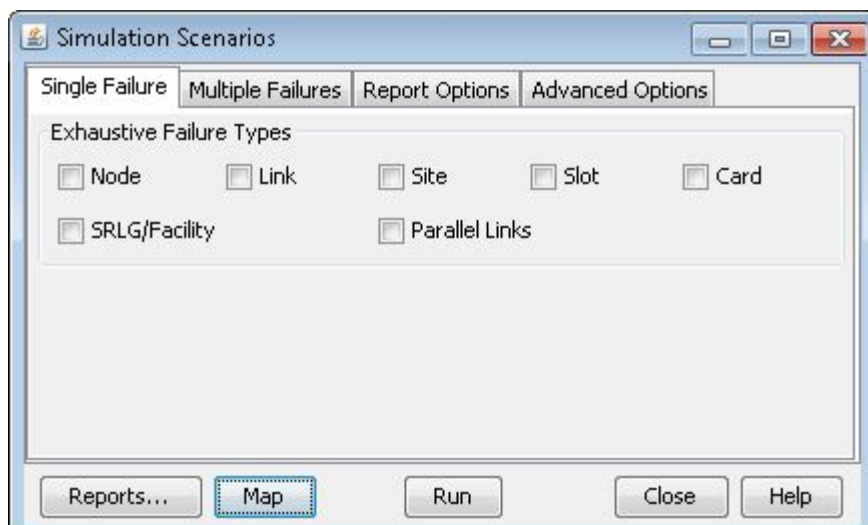 Simulation Scenarios
Single Failure Multiple Failures Report Options Advanced Options
Exhaustive Failure Types
Node Link Site Slot Card
SRLG/Facility Parallel Links
Reports... Map Run Close Help